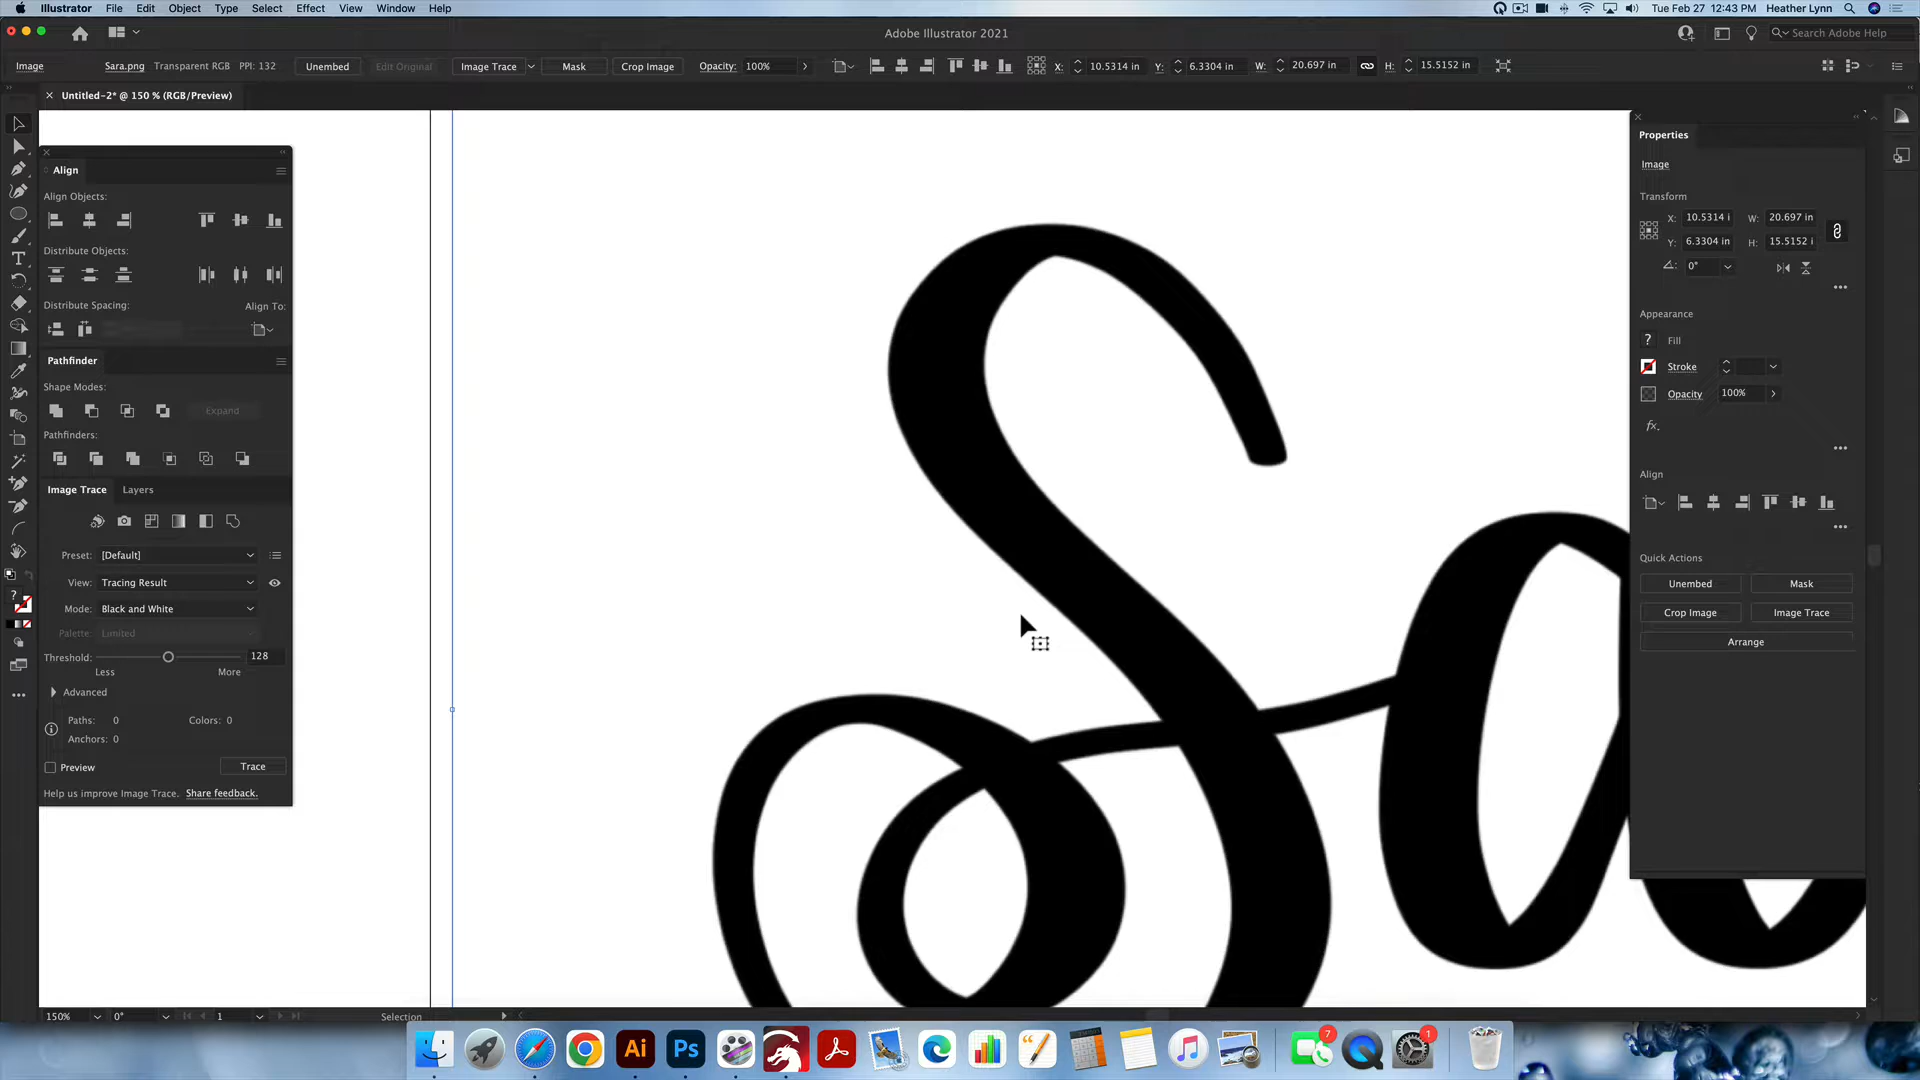 Illustrator File Edit Object Type Select Effect View Window Help
Tue Feb 27 12:43 PM Heather Lynn
Adobe Illustrator 2021
Search Adobe Help
Image Sara.png Transparent RGB PPI: 132 Unembed Edit Original Image Trace Mask Crop Image Opacity: 100% X: 10.5314 in Y: 6.3304 in W: 20.697 in H: 15.5152 in
Untitled-2* @ 150 % (RGB/Preview)
Align
Align Objects:
Distribute Objects:
Distribute Spacing:
Align To:
Pathfinder
Shape Modes:
Expand
Pathfinders:
Image Trace Layers
Preset: [Default]
View: Tracing Result
Mode: Black and White
Palette: Limited
Threshold: 128
Less More
Advanced
Paths: 0 Colors: 0
Anchors: 0
Preview Trace
Help us improve Image Trace. Share feedback.
Sa
Properties
Image
Transform
X: 10.5314 i W: 20.697 in
Y: 6.3304 in H: 15.5152 i
0°
Appearance
? Fill
Stroke
Opacity 100%
fx.
Align
Quick Actions
Unembed Mask
Crop Image Image Trace
Arrange
150% 0° 1 Selection
Ai Ps 7 1